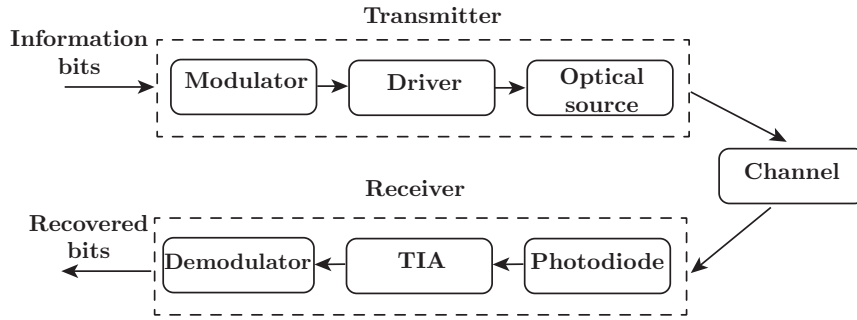 Transmitter
Information
bits
Modulator
Driver
Optical
source
Channel
Receiver
Recovered
bits
Demodulator
TIA
Photodiode